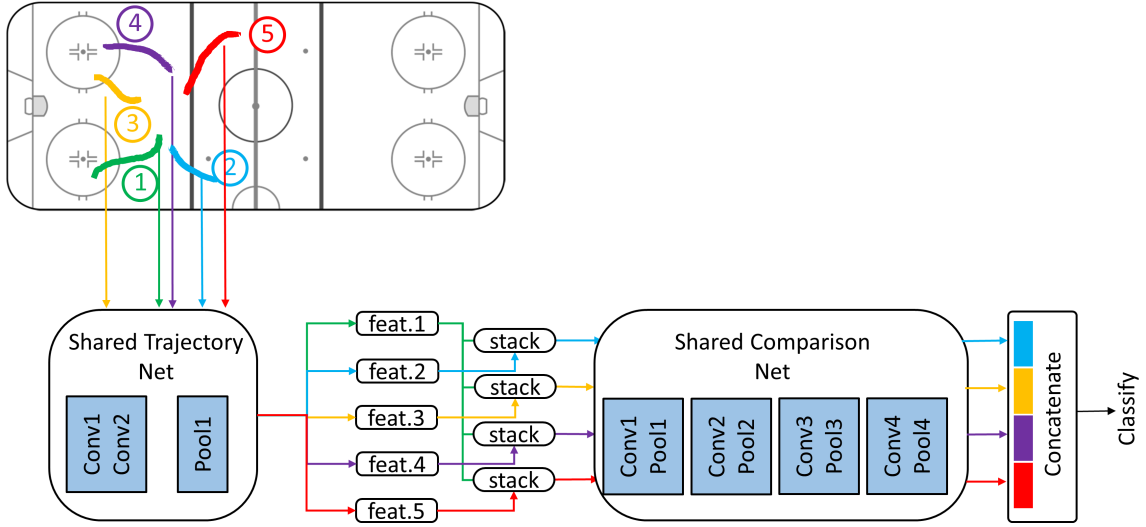 4
5
3
2
1
Shared Trajectory
Net
Conv1
Conv2
Pool1
feat.1
feat.2
feat.3
feat.4
feat.5
stack
stack
stack
stack
Shared Comparison
Net
Conv1
Pool1
Conv2
Pool2
Conv3
Pool3
Conv4
Pool4
Concatenate
Classify